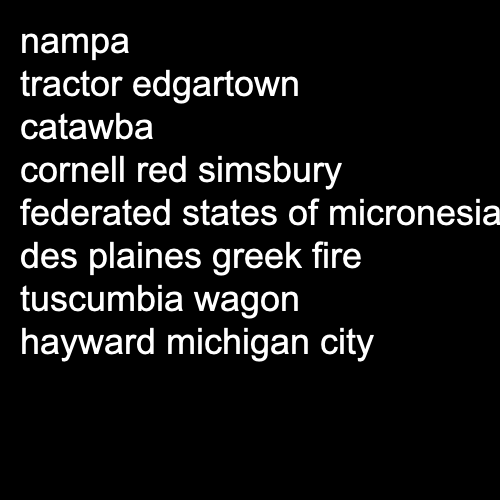 nampa
tractor edgartown
catawba
cornell red simsbury
federated states of micronesia
des plaines greek fire
tuscumbia wagon
hayward michigan city